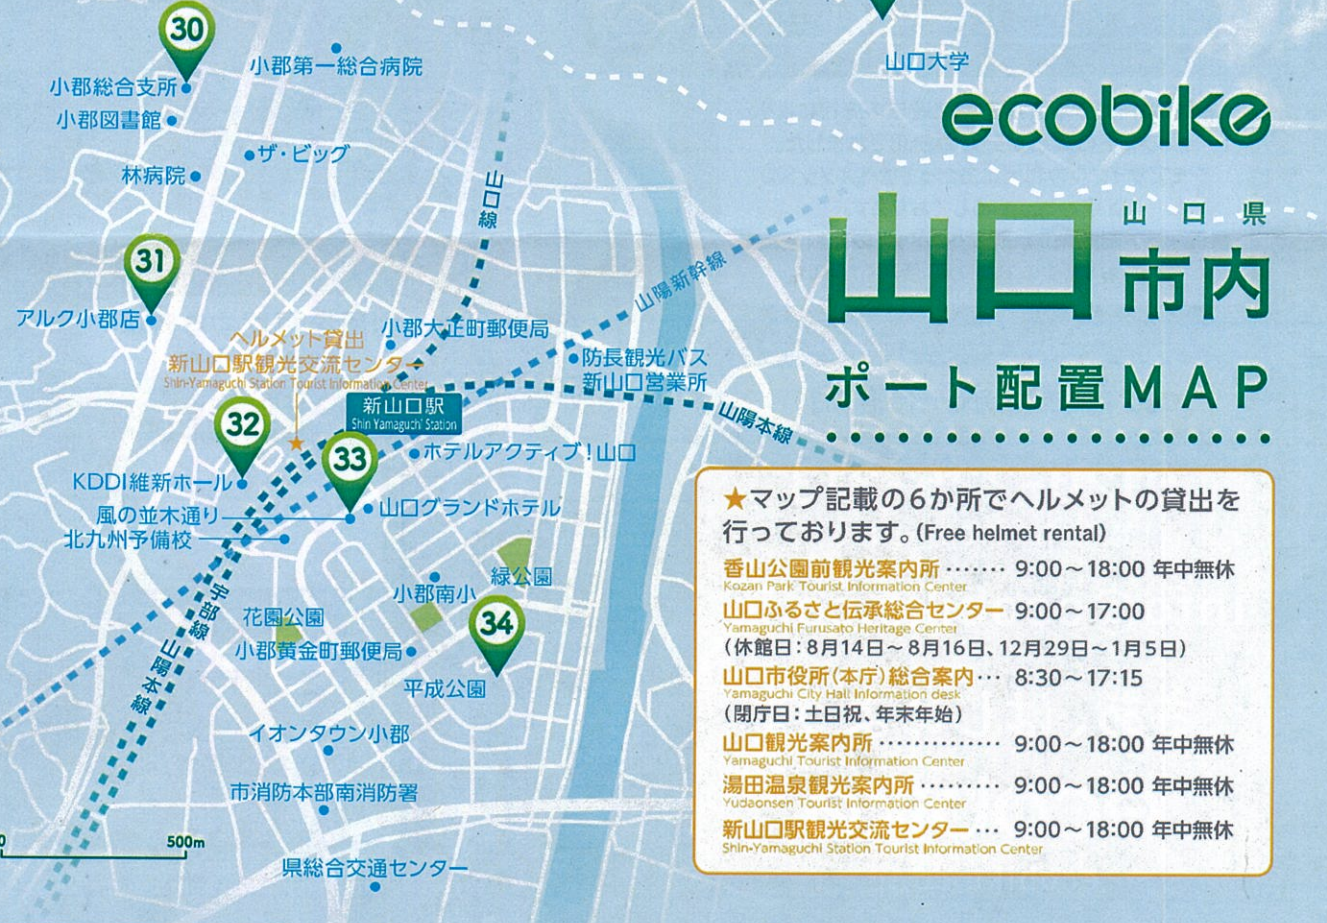 30
小郡総合支所
小郡第一総合病院
小郡図書館
ザ・ビッグ
林病院
山口線
31
アルク小郡店
ヘルメット貸出
新山口駅観光交流センター
Shin-Yamaguchi Station Tourist Information Center
小郡大正町郵便局
山陽新幹線
防長観光バス
新山口営業所
新山口駅
Shin Yamaguchi Station
山陽本線
32
33
ホテルアクティブ!山口
KDDI維新ホール
風の並木通り
山口グランドホテル
北九州予備校
緑公園
小郡南小
宇部線
花園公園
34
山陽本線
小郡黄金町郵便局
平成公園
イオンタウン小郡
市消防本部南消防署
0
500m
県総合交通センター
山口大学
ecobike
山口県
山口市内
ポート配置MAP
★マップ記載の6か所でヘルメットの貸出を
行っております。(Free helmet rental)
香山公園前観光案内所 ······· 9:00~18:00 年中無休
Kozan Park Tourist Information Center
山口ふるさと伝承総合センター 9:00~17:00
Yamaguchi Furusato Heritage Center
(休館日:8月14日~8月16日、12月29日~1月5日)
山口市役所(本庁)総合案内··· 8:30~17:15
Yamaguchi City Hall Information desk
(閉庁日:土日祝、年末年始)
山口観光案内所 ·············· 9:00~18:00 年中無休
Yamaguchi Tourist Information Center
湯田温泉観光案内所 ········· 9:00~18:00 年中無休
Yudaonsen Tourist Information Center
新山口駅観光交流センター ··· 9:00~18:00 年中無休
Shin-Yamaguchi Station Tourist Information Center